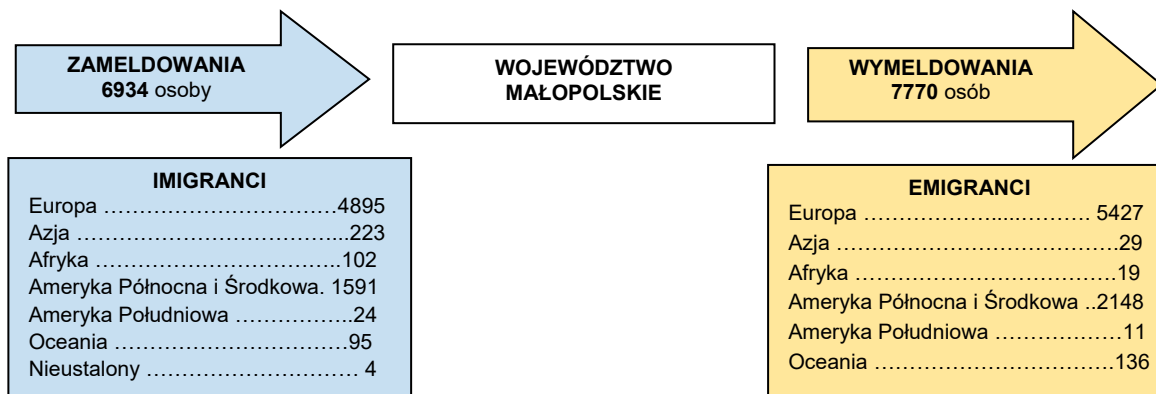 ZAMELDOWANIA
6934 osoby
WOJEWÓDZTWO
MAŁOPOLSKIE
WYMELDOWANIA
7770 osób
IMIGRANCI
Europa ………………………………4895
Azja ………………………………...223
Afryka ……………………………..102
Ameryka Północna i Środkowa. 1591
Ameryka Południowa …………..24
Oceania ……………………………95
Nieustalony ………………………… 4
EMIGRANCI
Europa ……………….....………. 5427
Azja ……………………………….29
Afryka …………………………….19
Ameryka Północna i Środkowa ..2148
Ameryka Południowa …………….11
Oceania ……………………………..136